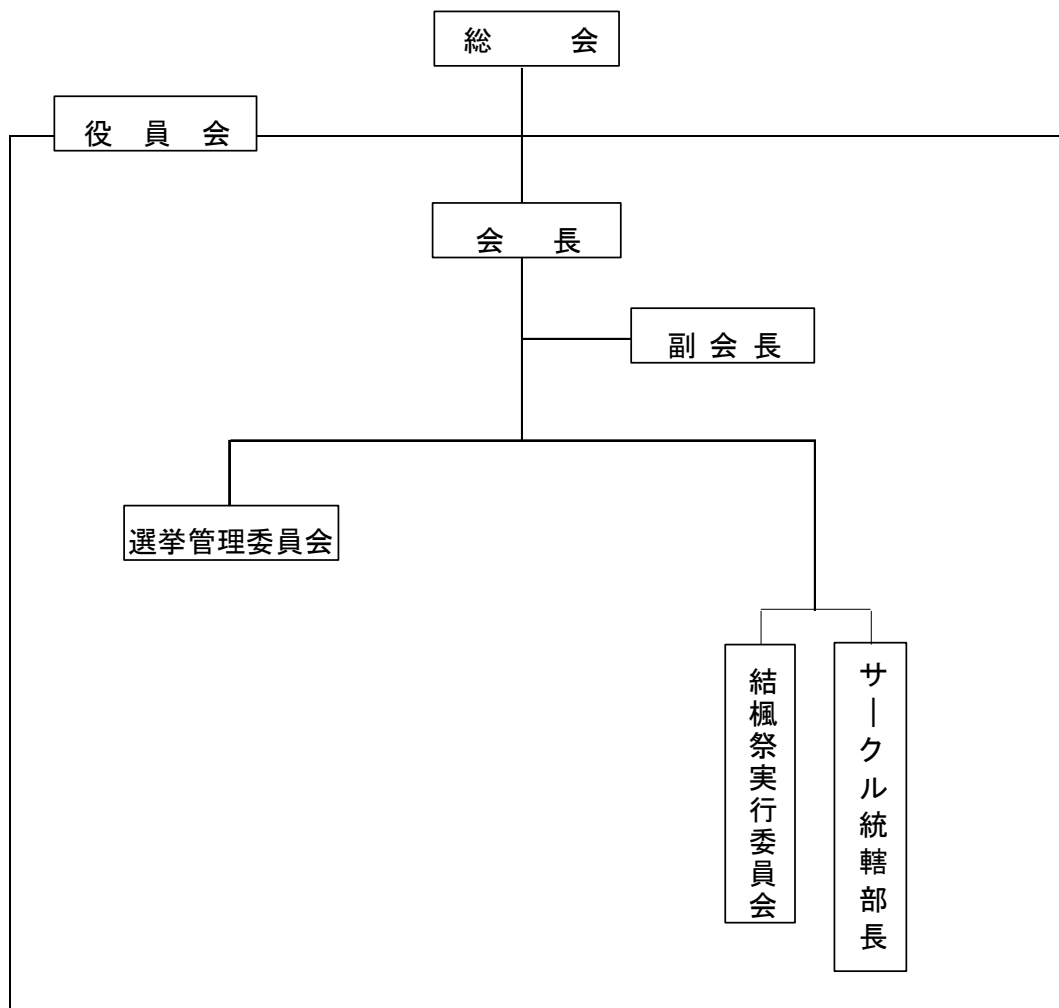 総　　会
役　員　会
会　長
副 会 長
選挙管理委員会
結楓祭実行委員会
サークル統轄部長